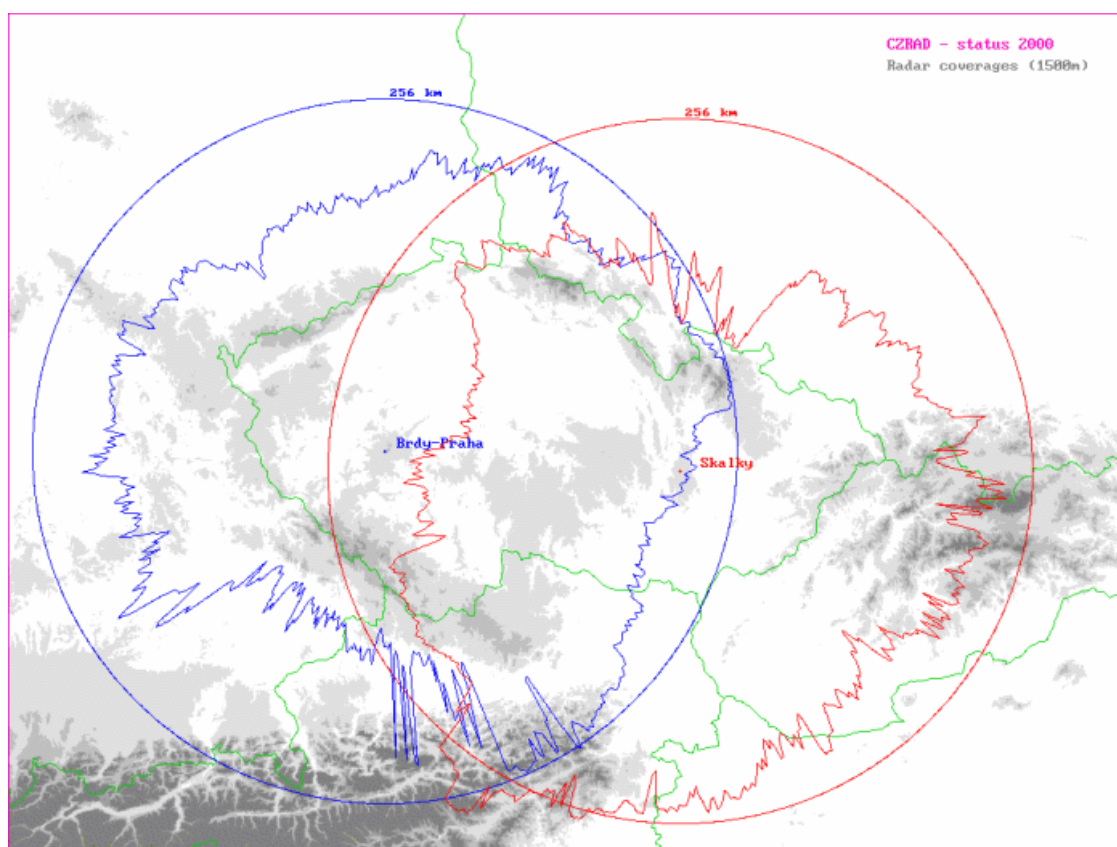 CZRAD - status 2000
Radar coverages (1500m)
256 km
256 km
Brdy-Praha
Skalky